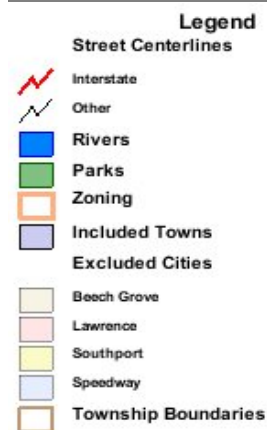 Legend
Street Centerlines
Interstate
Other
Rivers
Parks
Zoning
Included Towns
Excluded Cities
Beech Grove
Lawrence
Southport
Speedway
Township Boundaries